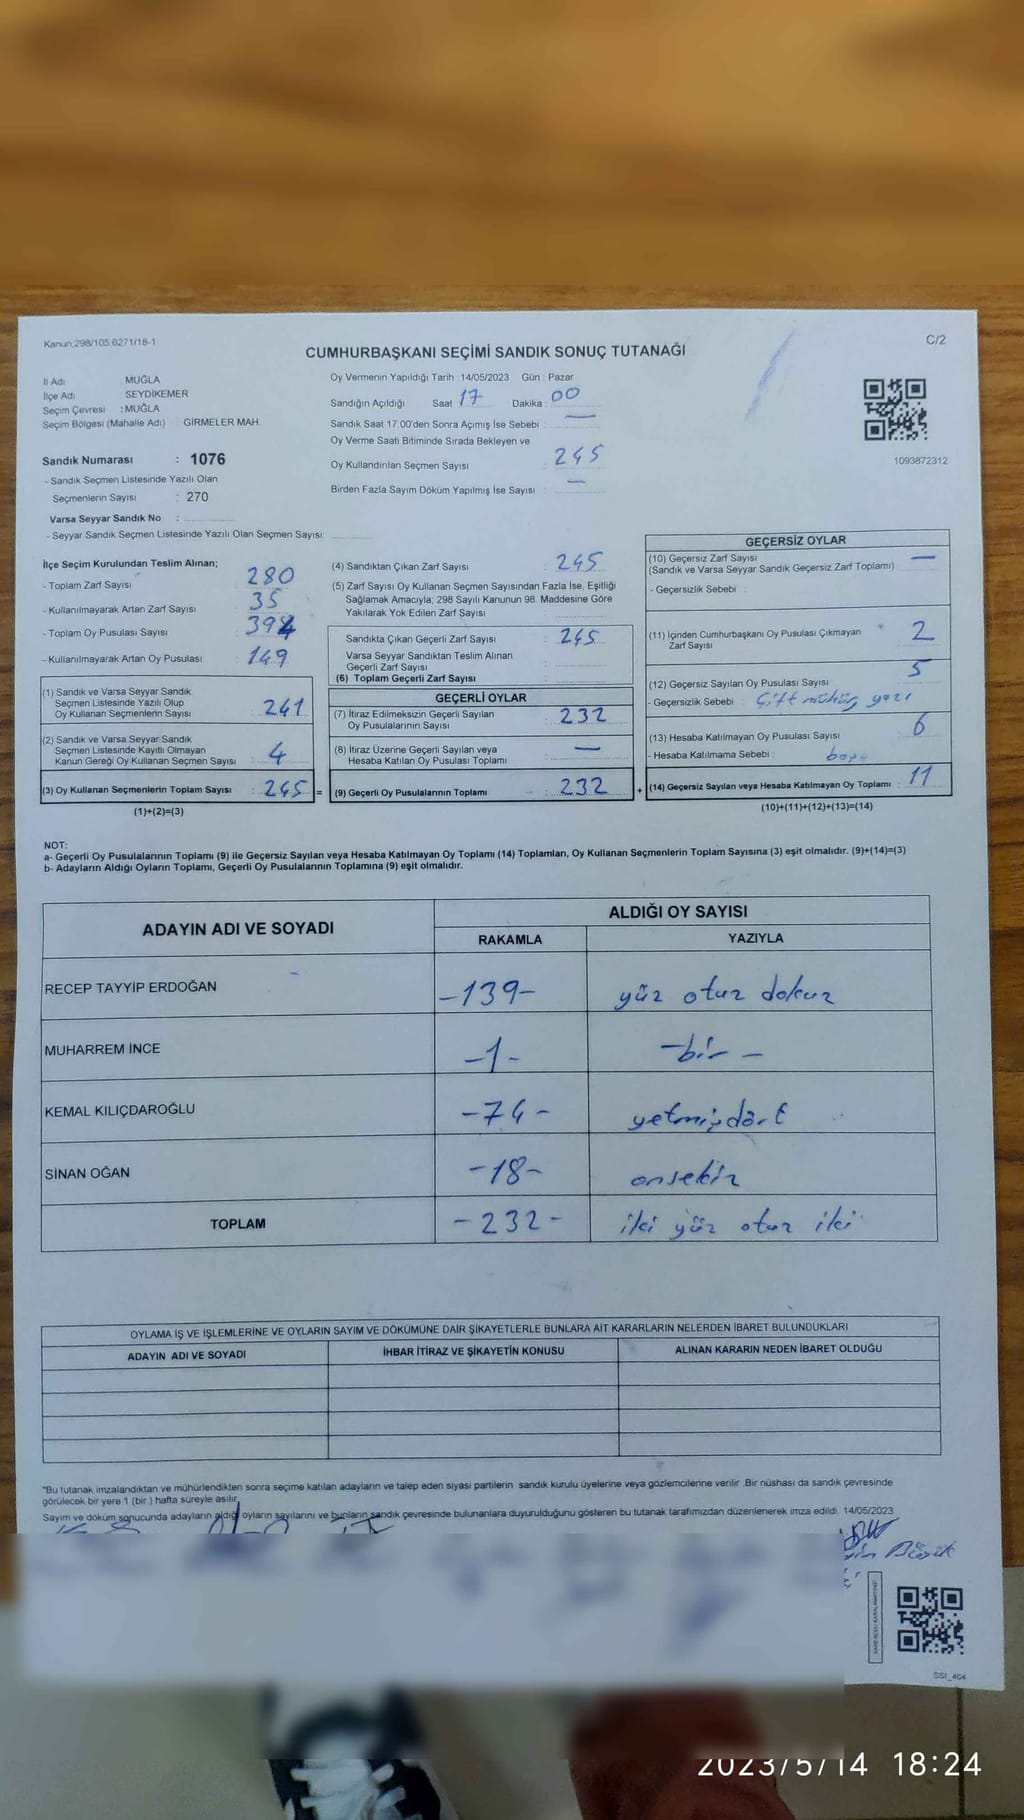 Kanun;298/105;6271/18-1
C/2
CUMHURBAŞKANI SEÇİMİ SANDIK SONUÇ TUTANAĞI
İl Adı MUĞLA
İlçe Adı SEYDİKEMER
Seçim Çevresi : MUĞLA
Seçim Bölgesi (Mahalle Adı) : GİRMELER MAH.
Sandık Numarası : 1076
- Sandık Seçmen Listesinde Yazılı Olan
Seçmenlerin Sayısı : 270
Varsa Seyyar Sandık No :
- Seyyar Sandık Seçmen Listesinde Yazılı Olan Seçmen Sayısı:
Oy Vermenin Yapıldığı Tarih : 14/05/2023 Gün : Pazar
Sandığın Açıldığı Saat 17 Dakika : 00
Sandık Saat 17.00'den Sonra Açımış İse Sebebi : —
Oy Verme Saati Bitiminde Sırada Bekleyen ve
Oy Kullandırılan Seçmen Sayısı : 245
Birden Fazla Sayım Döküm Yapılmış İse Sayısı : —
1093872312
İlçe Seçim Kurulundan Teslim Alınan;
- Toplam Zarf Sayısı : 280
- Kullanılmayarak Artan Zarf Sayısı : 35
- Toplam Oy Pusulası Sayısı : 394
- Kullanılmayarak Artan Oy Pusulası : 149
(1) Sandık ve Varsa Seyyar Sandık
Seçmen Listesinde Yazılı Olup
Oy Kullanan Seçmenlerin Sayısı : 241
(2) Sandık ve Varsa Seyyar Sandık
Seçmen Listesinde Kayıtlı Olmayan
Kanun Gereği Oy Kullanan Seçmen Sayısı : 4
(3) Oy Kullanan Seçmenlerin Toplam Sayısı : 245 =
(1)+(2)=(3)
(4) Sandıktan Çıkan Zarf Sayısı : 245
(5) Zarf Sayısı Oy Kullanan Seçmen Sayısından Fazla İse, Eşitliği
Sağlamak Amacıyla; 298 Sayılı Kanunun 98. Maddesine Göre
Yakılarak Yok Edilen Zarf Sayısı
Sandıkta Çıkan Geçerli Zarf Sayısı : 245
Varsa Seyyar Sandıktan Teslim Alınan
Geçerli Zarf Sayısı
(6) Toplam Geçerli Zarf Sayısı
GEÇERLİ OYLAR
(7) İtiraz Edilmeksizin Geçerli Sayılan
Oy Pusulalarının Sayısı : 232
(8) İtiraz Üzerine Geçerli Sayılan veya
Hesaba Katılan Oy Pusulası Toplamı : —
(9) Geçerli Oy Pusulalarının Toplamı : 232 +
GEÇERSİZ OYLAR
(10) Geçersiz Zarf Sayısı —
(Sandık ve Varsa Seyyar Sandık Geçersiz Zarf Toplamı)
- Geçersizlik Sebebi :
(11) İçinden Cumhurbaşkanı Oy Pusulası Çıkmayan
Zarf Sayısı 2
(12) Geçersiz Sayılan Oy Pusulası Sayısı 5
- Geçersizlik Sebebi : Çift mühür, yazı
(13) Hesaba Katılmayan Oy Pusulası Sayısı 6
- Hesaba Katılmama Sebebi :
(14) Geçersiz Sayılan veya Hesaba Katılmayan Oy Toplamı : 11
(10)+(11)+(12)+(13)=(14)
NOT:
a- Geçerli Oy Pusulalarının Toplamı (9) ile Geçersiz Sayılan veya Hesaba Katılmayan Oy Toplamı (14) Toplamları, Oy Kullanan Seçmenlerin Toplam Sayısına (3) eşit olmalıdır. (9)+(14)=(3)
b- Adayların Aldığı Oyların Toplamı, Geçerli Oy Pusulalarının Toplamına (9) eşit olmalıdır.
ADAYIN ADI VE SOYADI
ALDIĞI OY SAYISI
RAKAMLA YAZIYLA
RECEP TAYYİP ERDOĞAN -139- yüz otuz dokuz
MUHARREM İNCE -1- -bir-
KEMAL KILIÇDAROĞLU -74- yetmişdört
SİNAN OĞAN -18- onsekiz
TOPLAM -232- iki yüz otuz iki
OYLAMA İŞ VE İŞLEMLERİNE VE OYLARIN SAYIM VE DÖKÜMÜNE DAİR ŞİKAYETLERLE BUNLARA AİT KARARLARIN NELERDEN İBARET BULUNDUKLARI
ADAYIN ADI VE SOYADI İHBAR İTİRAZ VE ŞİKAYETİN KONUSU ALINAN KARARIN NEDEN İBARET OLDUĞU
"Bu tutanak imzalandıktan ve mühürlendikten sonra seçime katılan adayların ve talep eden siyasi partilerin sandık kurulu üyelerine veya gözlemcilerine verilir. Bir nüshası da sandık çevresinde
görülecek bir yere 1 (bir ) hafta süreyle asılır.
Sayım ve döküm sonucunda adayların aldığı oyların sayılarını ve bunların sandık çevresinde bulunanlara duyurulduğunu gösteren bu tutanak tarafımızdan düzenlenerek imza edildi. 14/05/2023
SSI_404
2023/5/14 18:24